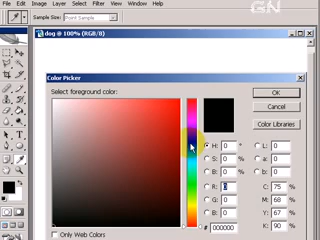 File Edit Image Layer Select Filter View Window Help
GN
Sample Size: Point Sample
dog @ 100% (RGB/8)
Color Picker
Select foreground color:
OK
Cancel
Color Libraries
H: 0 °
L: 0
S: 0 %
a: 0
B: 0 %
b: 0
R: 0
C: 75 %
G: 0
M: 68 %
B: 0
Y: 67 %
# 000000
K: 90 %
Only Web Colors